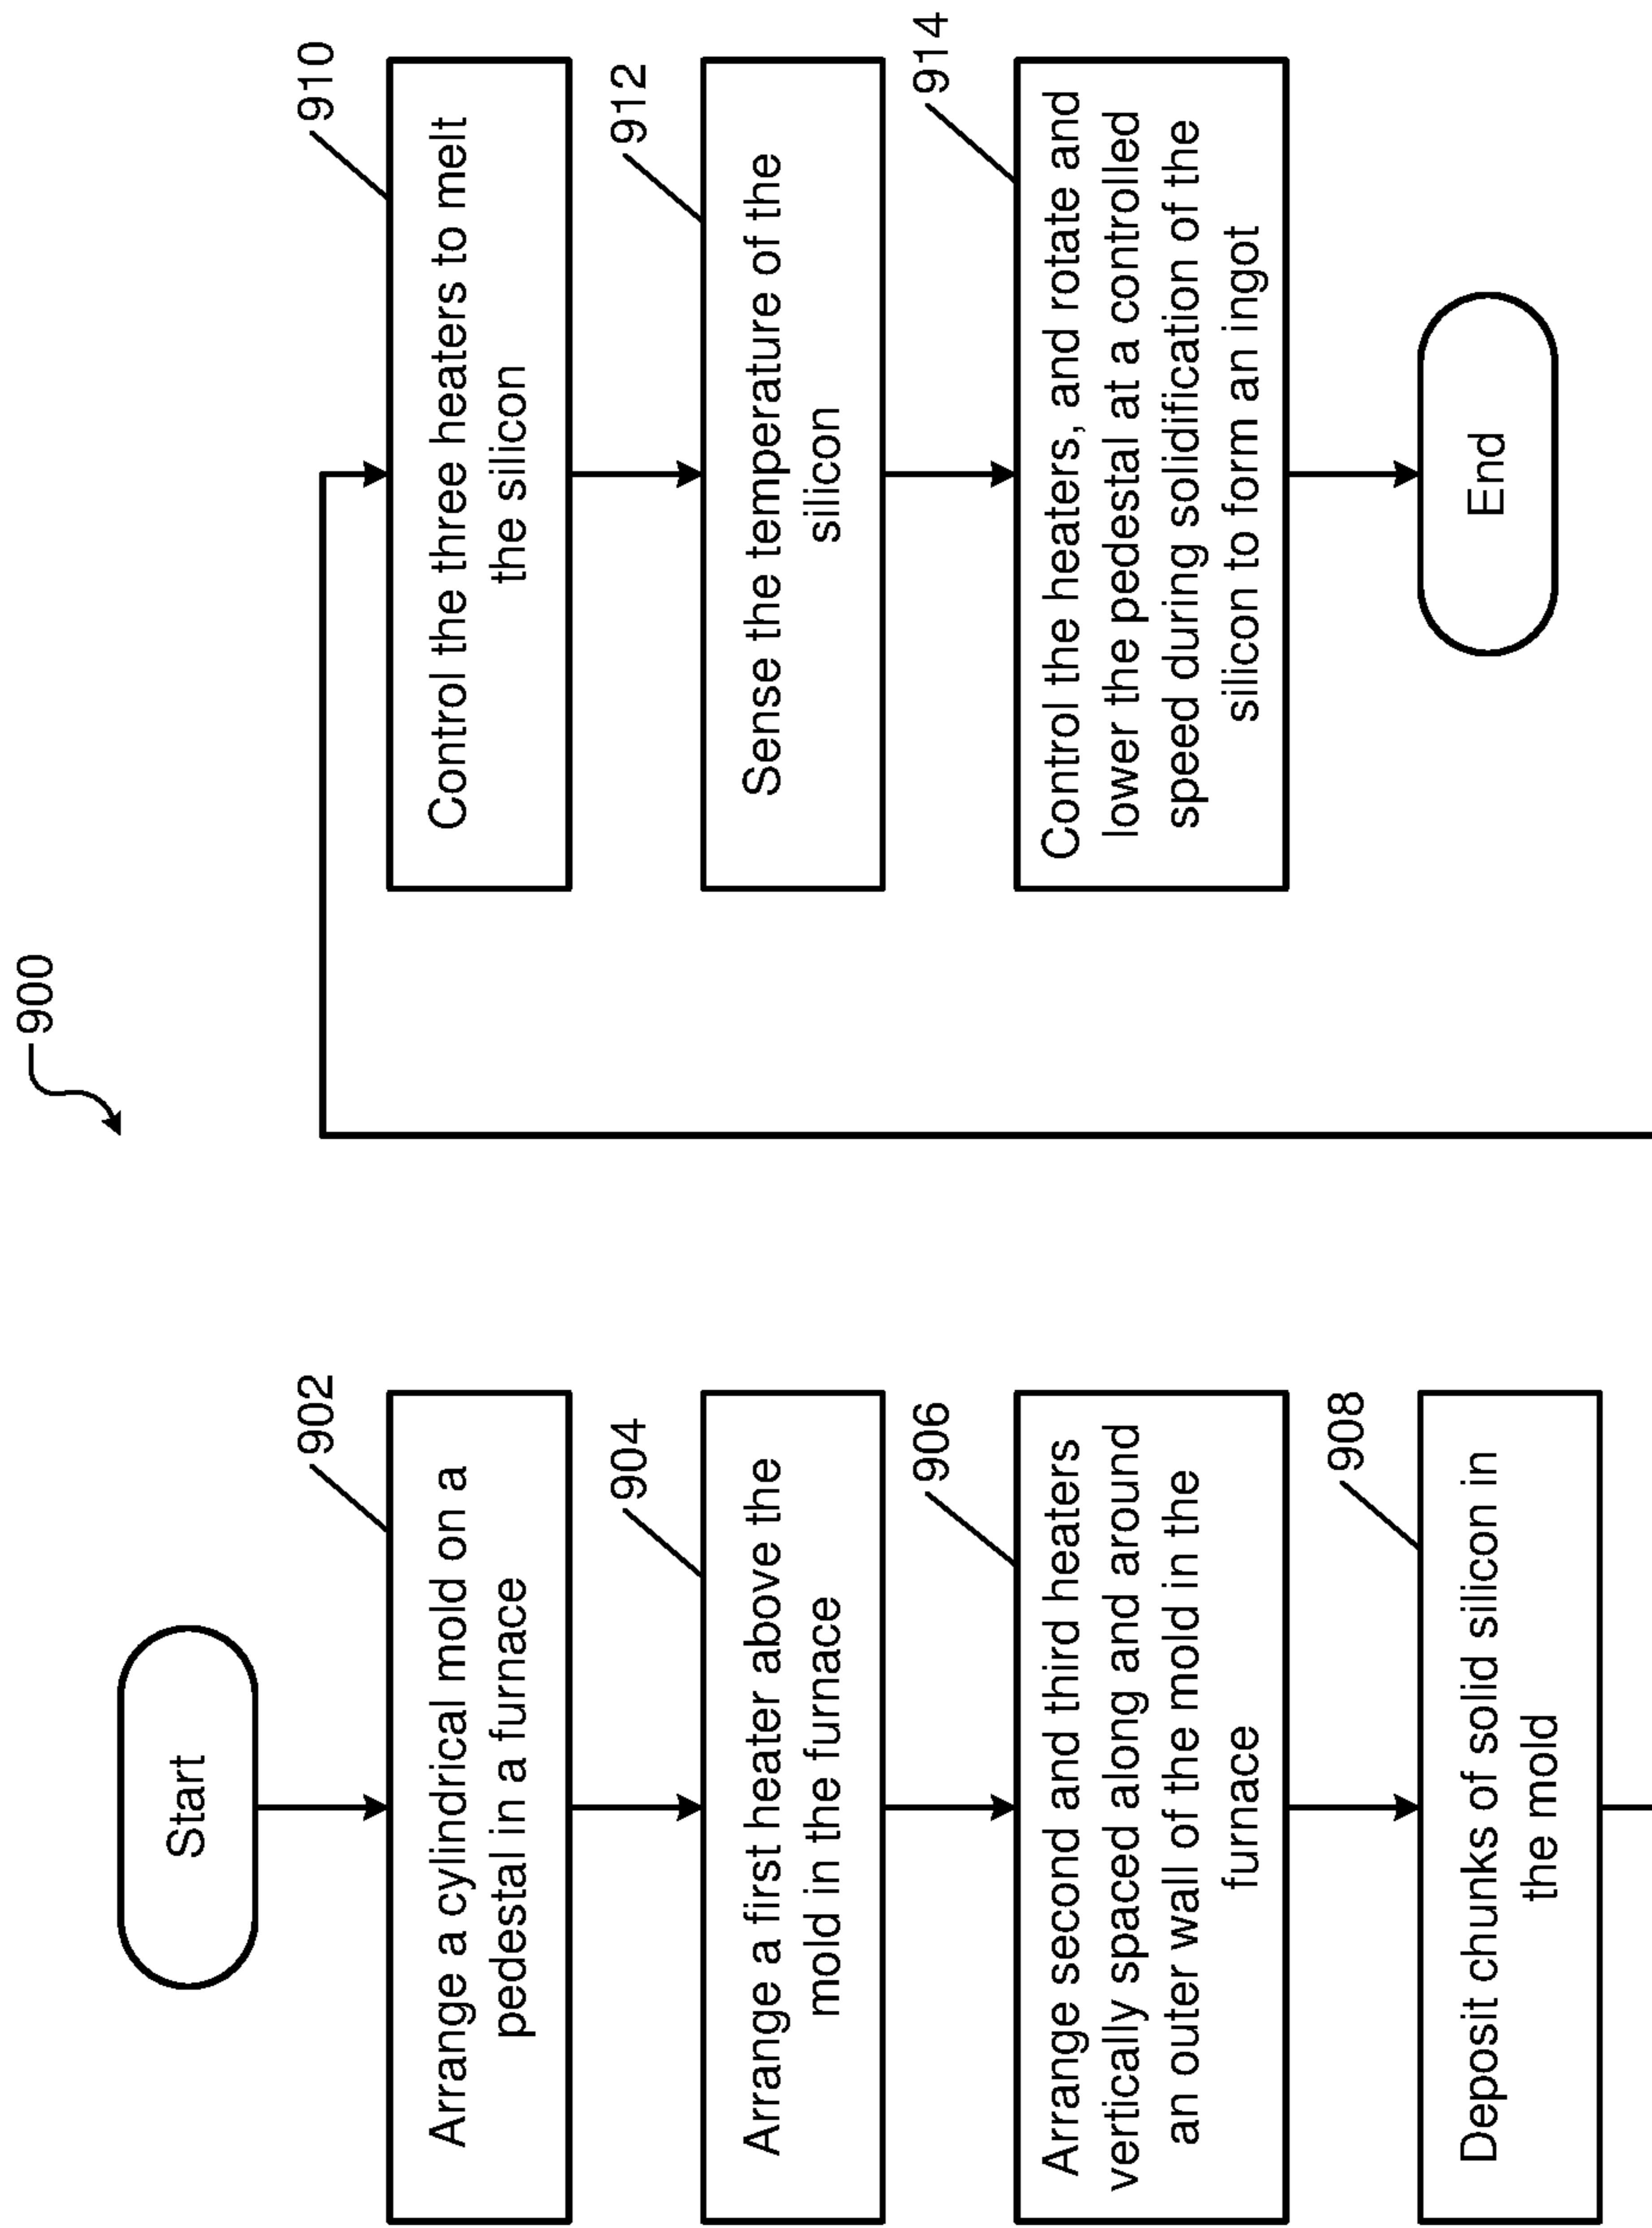 900
Start
902
Arrange a cylindrical mold on a
pedestal in a furnace
904
Arrange a first heater above the
mold in the furnace
906
Arrange second and third heaters
vertically spaced along and around
an outer wall of the mold in the
furnace
908
Deposit chunks of solid silicon in
the mold
910
Control the three heaters to melt
the silicon
912
Sense the temperature of the
silicon
914
Control the heaters, and rotate and
lower the pedestal at a controlled
speed during solidification of the
silicon to form an ingot
End